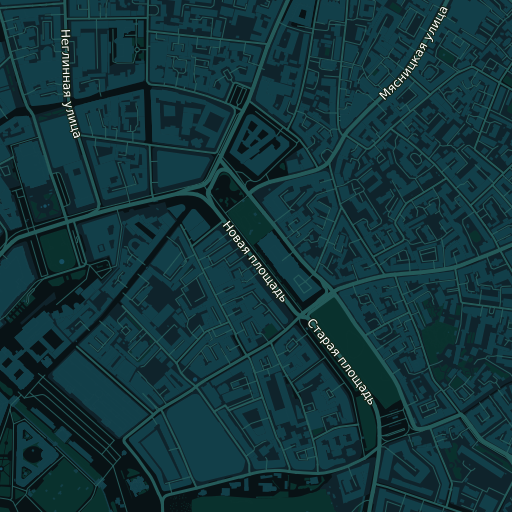 Мясницкая улица
Неглинная улица
Новая площадь
Старая площадь